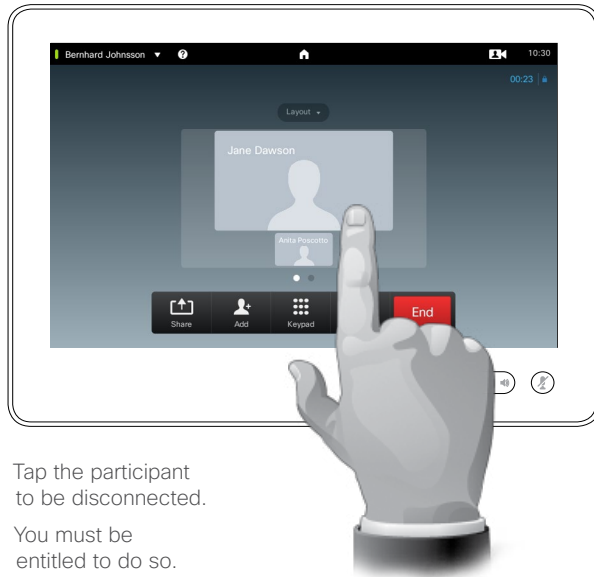 Bernhard Johnsson
?
10:30
00:23
Layout
Jane Dawson
Anita Poscotto
Share
Add
Keypad
End
Tap the participant
to be disconnected.
You must be
entitled to do so.